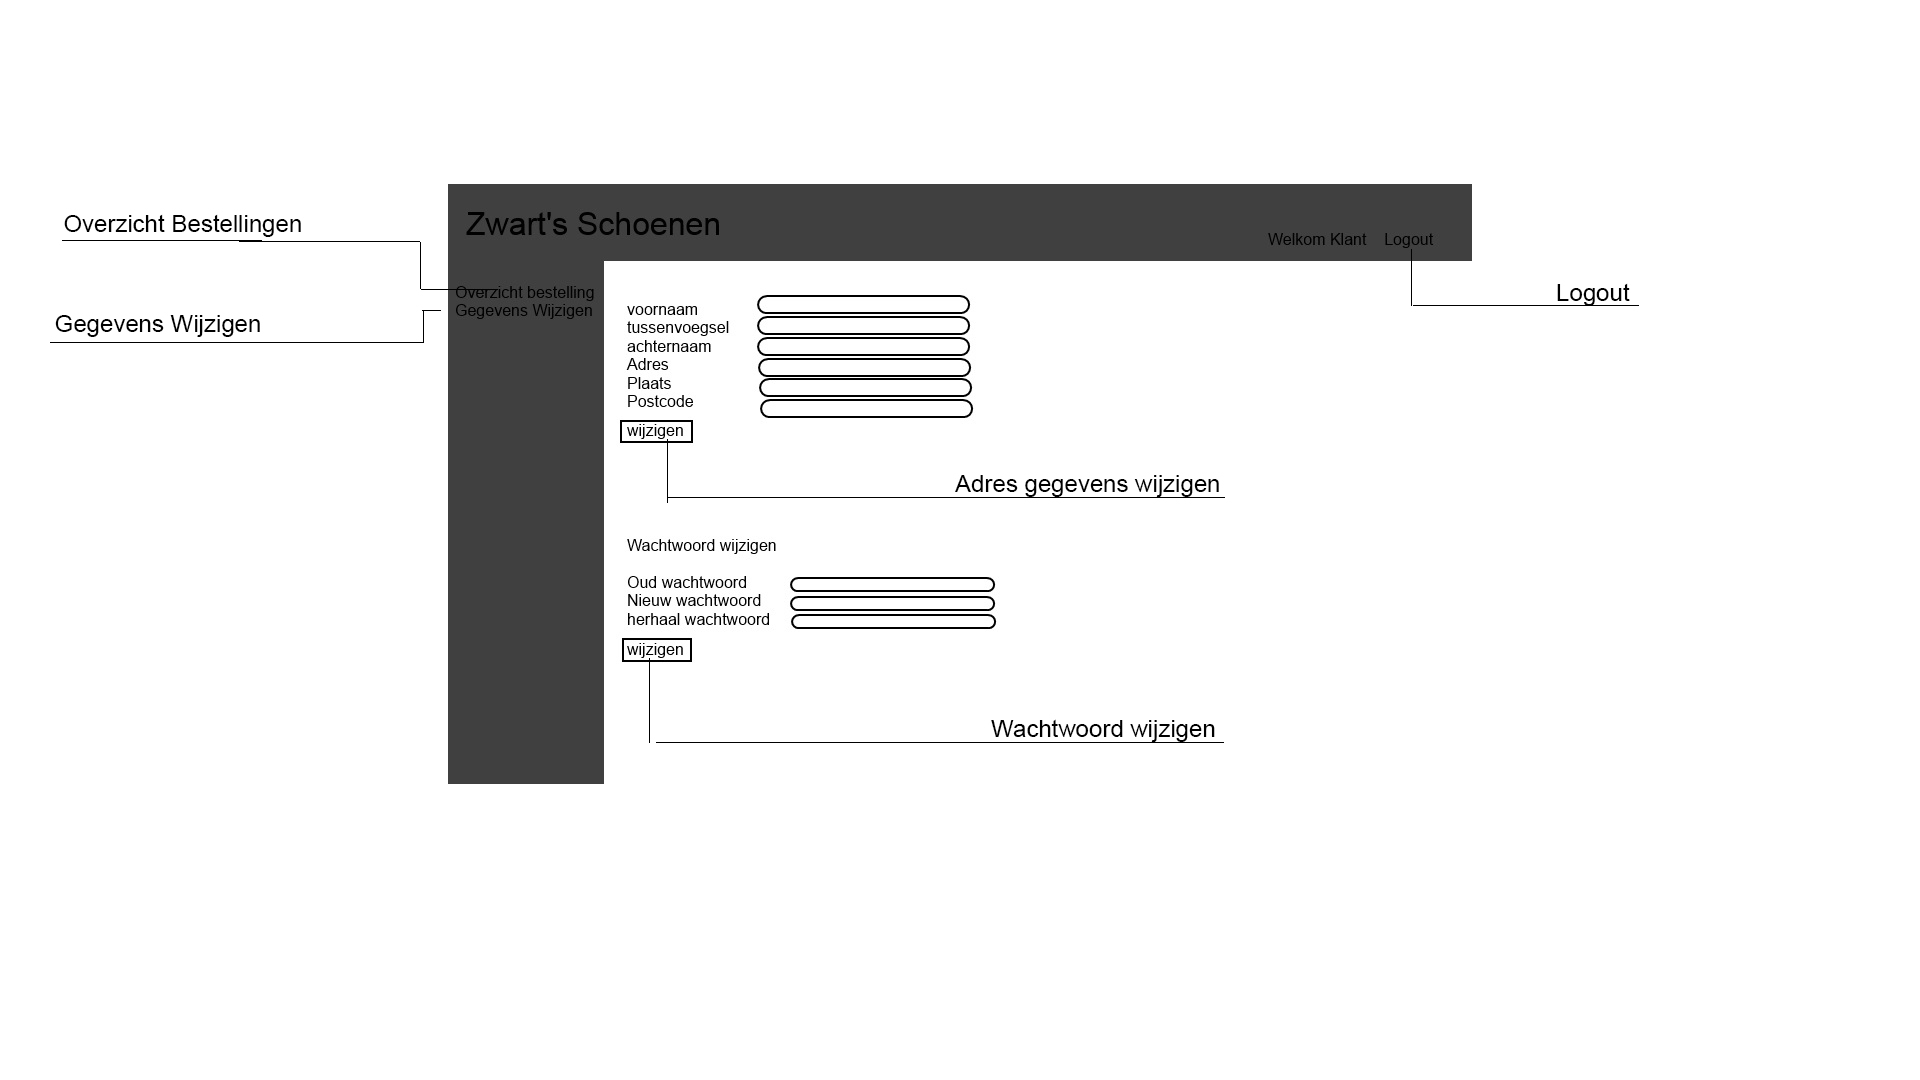 Overzicht Bestellingen
Zwart's Schoenen
Welkom Klant Logout
Overzicht bestelling
Gegevens Wijzigen
Gegevens Wijzigen
Logout
voornaam
tussenvoegsel
achternaam
Adres
Plaats
Postcode
wijzigen
Adres gegevens wijzigen
Wachtwoord wijzigen
Oud wachtwoord
Nieuw wachtwoord
herhaal wachtwoord
wijzigen
Wachtwoord wijzigen